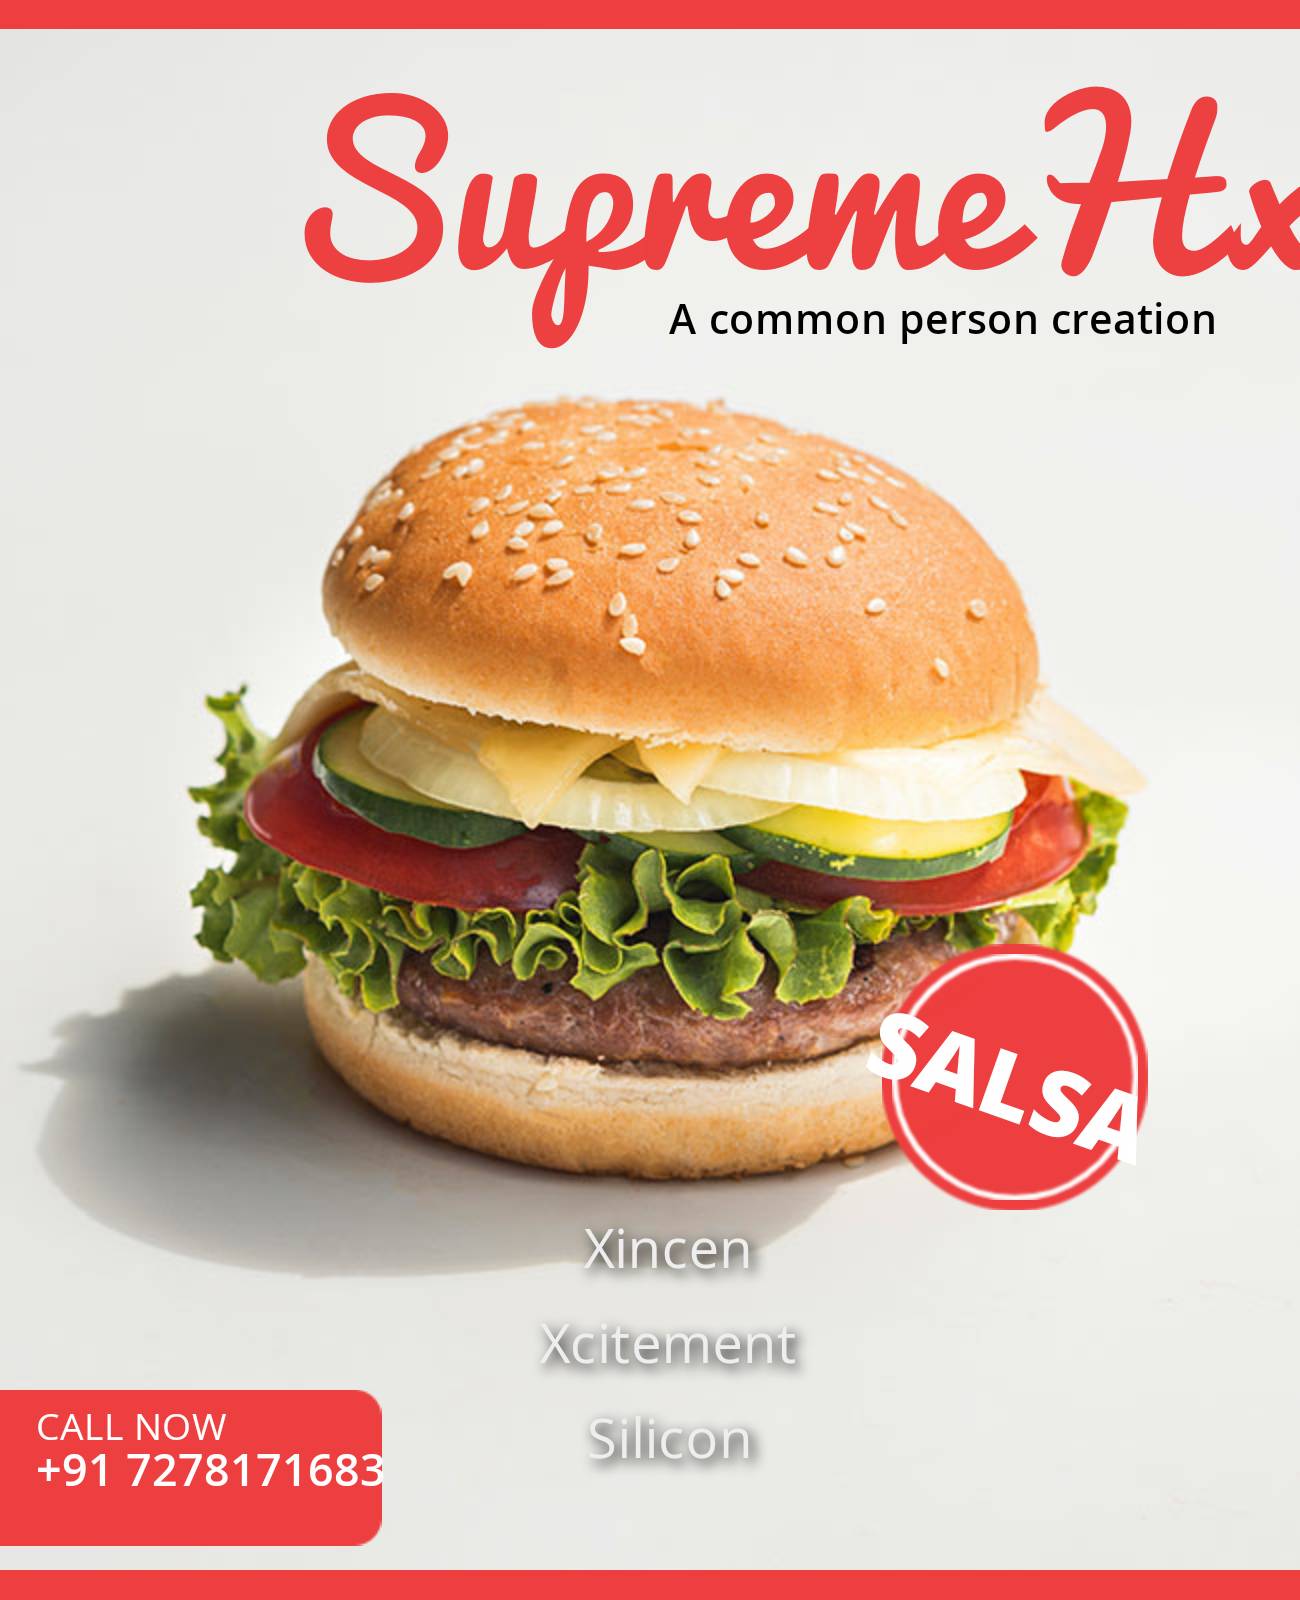 SupremeHx
A common person creation
SALSA
Xincen
Xcitement
Silicon
CALL NOW
+91 7278171683